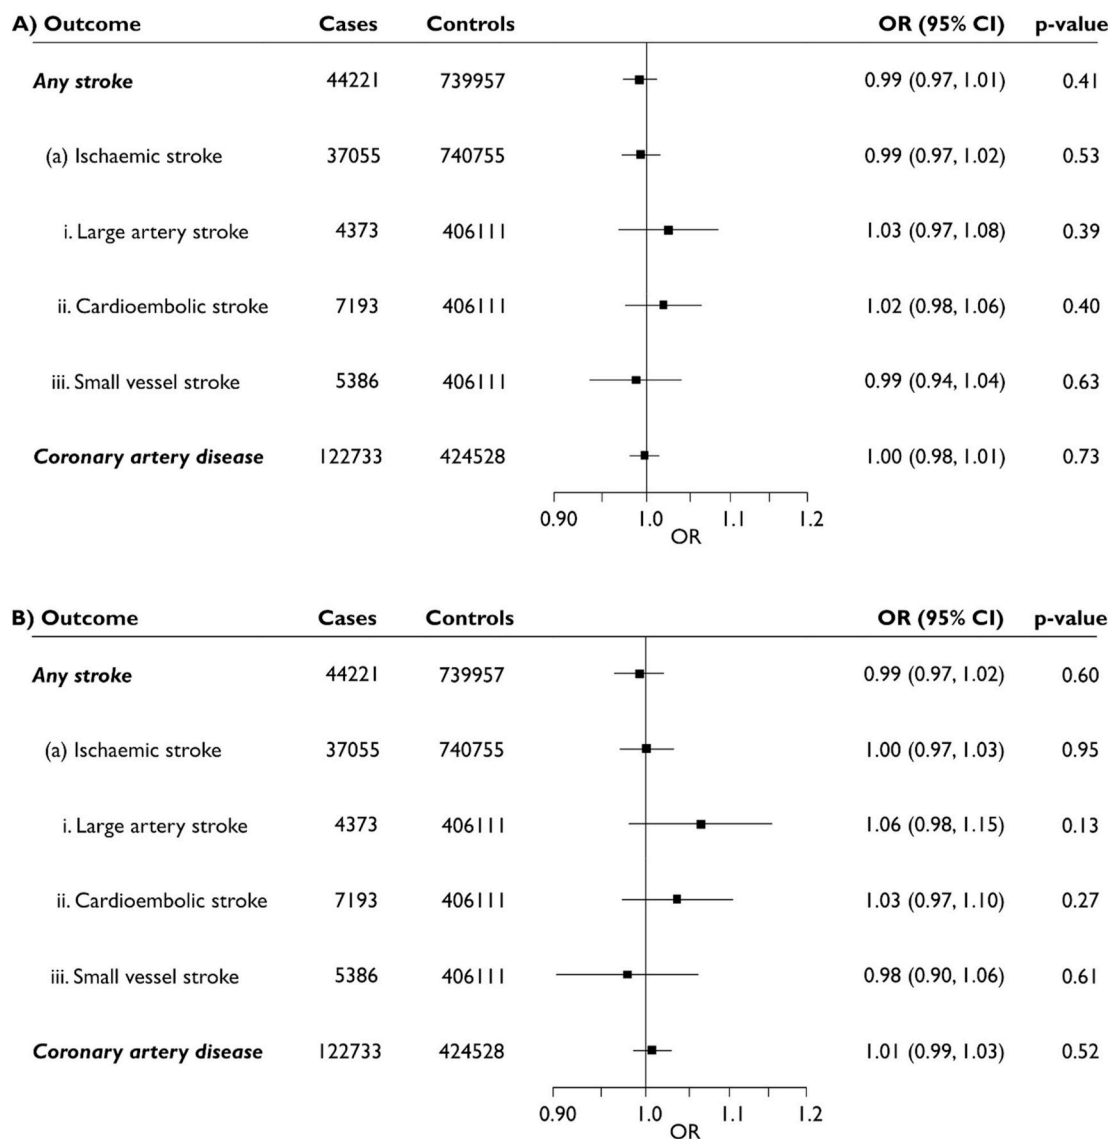 A) Outcome Cases Controls OR (95% CI) p-value
Any stroke 44221 739957 0.99 (0.97, 1.01) 0.41
(a) Ischaemic stroke 37055 740755 0.99 (0.97, 1.02) 0.53
i. Large artery stroke 4373 406111 1.03 (0.97, 1.08) 0.39
ii. Cardioembolic stroke 7193 406111 1.02 (0.98, 1.06) 0.40
iii. Small vessel stroke 5386 406111 0.99 (0.94, 1.04) 0.63
Coronary artery disease 122733 424528 1.00 (0.98, 1.01) 0.73
0.90 1.0 1.1 1.2
OR
B) Outcome Cases Controls OR (95% CI) p-value
Any stroke 44221 739957 0.99 (0.97, 1.02) 0.60
(a) Ischaemic stroke 37055 740755 1.00 (0.97, 1.03) 0.95
i. Large artery stroke 4373 406111 1.06 (0.98, 1.15) 0.13
ii. Cardioembolic stroke 7193 406111 1.03 (0.97, 1.10) 0.27
iii. Small vessel stroke 5386 406111 0.98 (0.90, 1.06) 0.61
Coronary artery disease 122733 424528 1.01 (0.99, 1.03) 0.52
0.90 1.0 1.1 1.2
OR